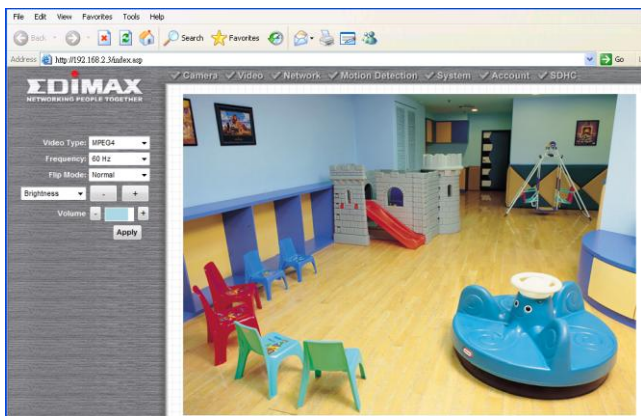 File Edit View Favorites Tools Help
Back Search Favorites
Address http://192.168.2.3/index.asp Go
Camera Video Network Motion Detection System Account SDHC
EDIMAX
NETWORKING PEOPLE TOGETHER
Video Type: MPEG4
Frequency: 60 Hz
Flip Mode: Normal
Brightness - +
Volume - +
Apply